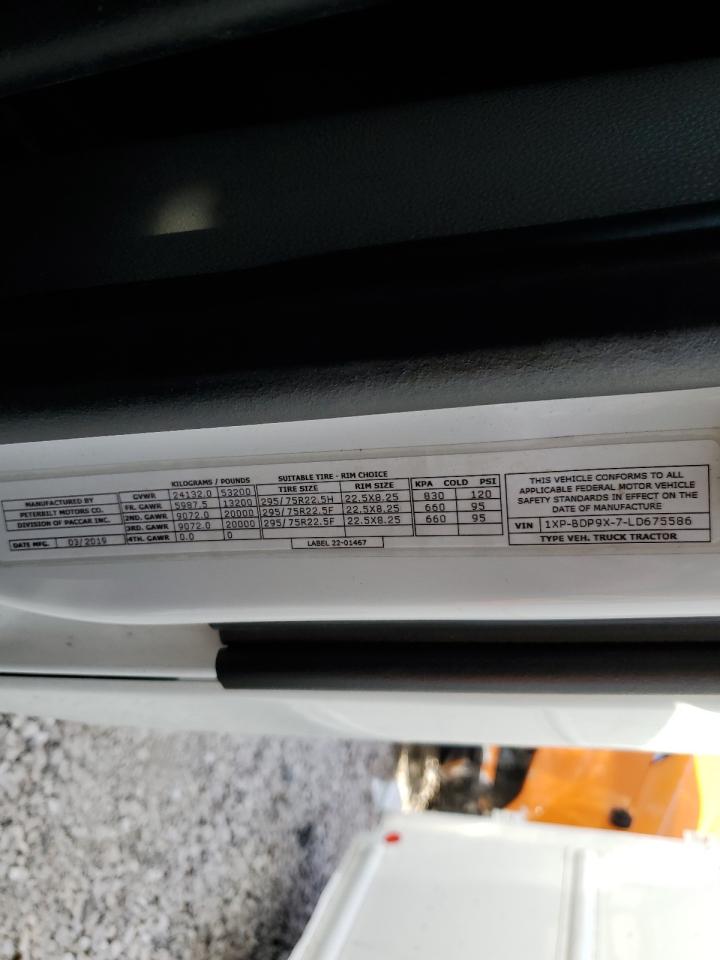 MANUFACTURED BY
PETERBILT MOTORS CO.
DIVISION OF PACCAR INC.
DATE MFG. 03/2019
KILOGRAMS / POUNDS
GVWR 24132.0 53200
FR. GAWR 5987.5 13200
2ND. GAWR 9072.0 20000
3RD. GAWR 9072.0 20000
4TH. GAWR 0.0 0
SUITABLE TIRE - RIM CHOICE
TIRE SIZE RIM SIZE
295/75R22.5H 22.5X8.25
295/75R22.5F 22.5X8.25
295/75R22.5F 22.5X8.25
LABEL 22-01467
KPA COLD PSI
830 120
660 95
660 95
THIS VEHICLE CONFORMS TO ALL
APPLICABLE FEDERAL MOTOR VEHICLE
SAFETY STANDARDS IN EFFECT ON THE
DATE OF MANUFACTURE
VIN 1XP-BDP9X-7-LD675586
TYPE VEH. TRUCK TRACTOR